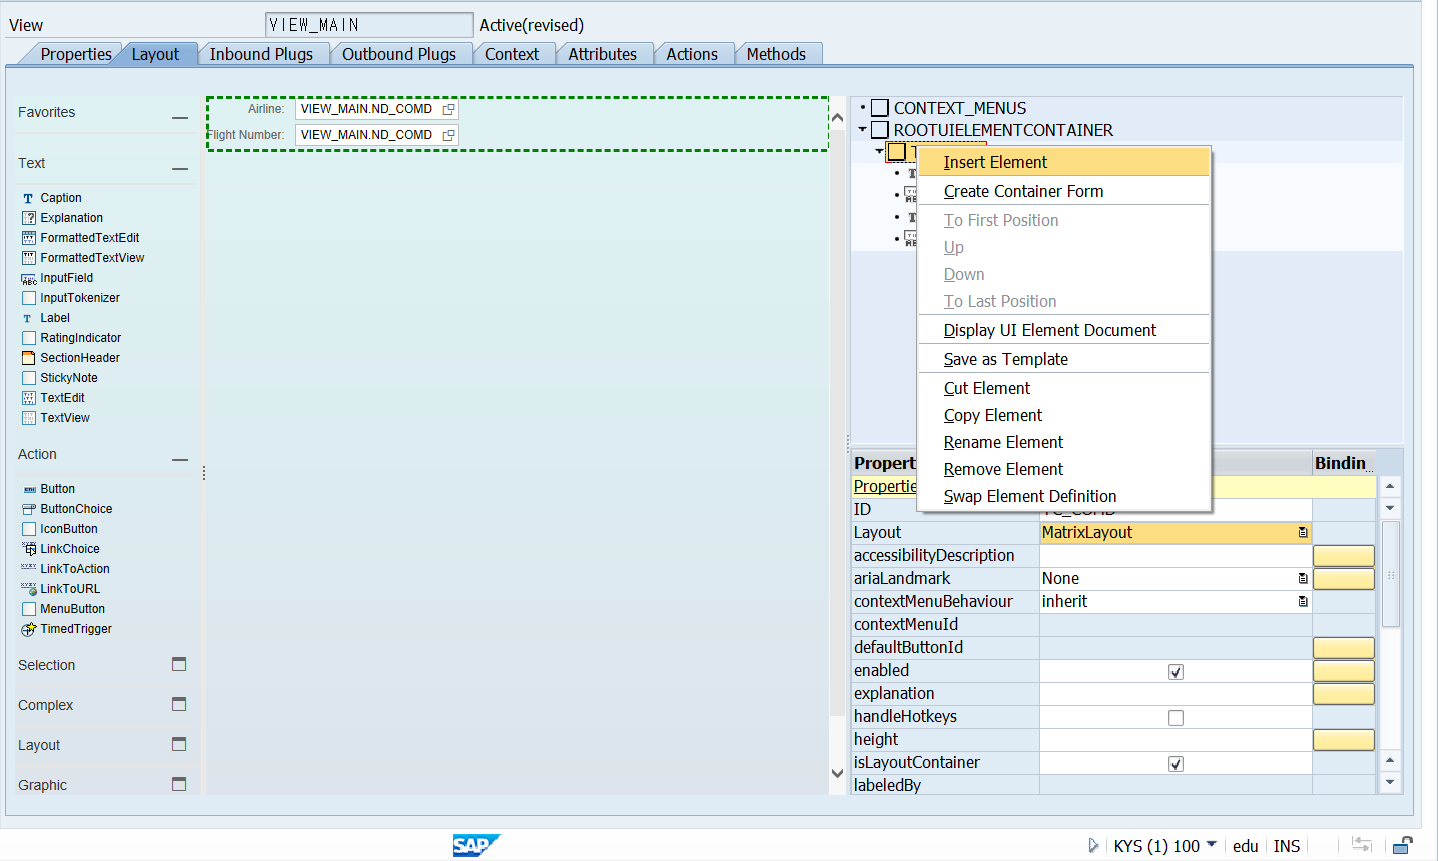 View VIEW_MAIN Active(revised)
Properties Layout Inbound Plugs Outbound Plugs Context Attributes Actions Methods
Favorites
Text
Caption
Explanation
FormattedTextEdit
FormattedTextView
InputField
InputTokenizer
Label
RatingIndicator
SectionHeader
StickyNote
TextEdit
TextView
Action
Button
ButtonChoice
IconButton
LinkChoice
LinkToAction
LinkToURL
MenuButton
TimedTrigger
Selection
Complex
Layout
Graphic
Airline: VIEW_MAIN.ND_COMD
Flight Number: VIEW_MAIN.ND_COMD
CONTEXT_MENUS
ROOTUIELEMENTCONTAINER
Insert Element
Create Container Form
To First Position
Up
Down
To Last Position
Display UI Element Document
Save as Template
Cut Element
Copy Element
Rename Element
Remove Element
Swap Element Definition
Propert Bindin...
Propertie
ID
Layout MatrixLayout
accessibilityDescription
ariaLandmark None
contextMenuBehaviour inherit
contextMenuId
defaultButtonId
enabled
explanation
handleHotkeys
height
isLayoutContainer
labeledBy
SAP KYS (1) 100 edu INS